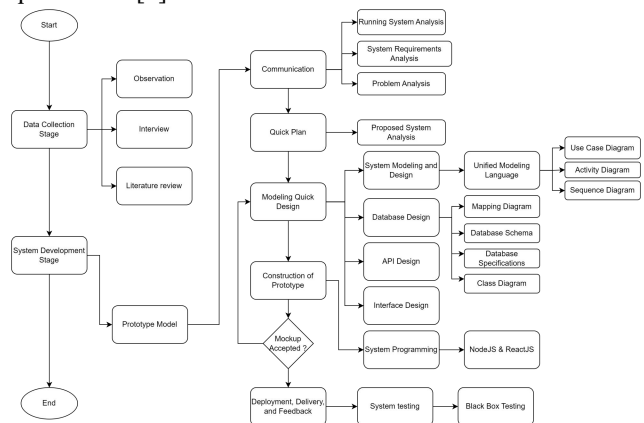 Start
Data Collection
Stage
System Development
Stage
End
Observation
Interview
Literature review
Prototype Model
Communication
Quick Plan
Modeling Quick
Design
Construction of
Prototype
Mockup
Accepted ?
Deployment, Delivery,
and Feedback
Running System Analysis
System Requirements
Analysis
Problem Analysis
Proposed System
Analysis
System Modeling and
Design
Database Design
API Design
Interface Design
System Programming
System testing
Unified Modeling
Language
Use Case Diagram
Activity Diagram
Sequence Diagram
Mapping Diagram
Database Schema
Database
Specifications
Class Diagram
NodeJS & ReactJS
Black Box Testing